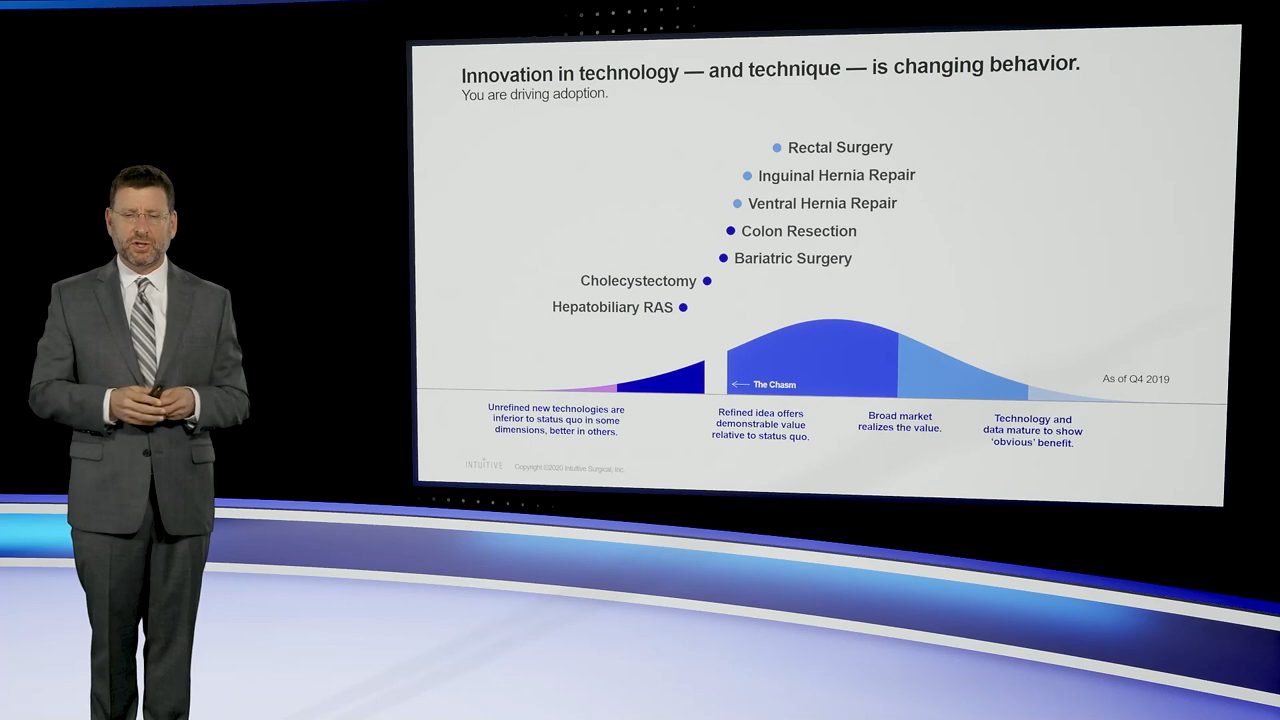 Innovation in technology — and technique — is changing behavior.
You are driving adoption.
Rectal Surgery
Inguinal Hernia Repair
Ventral Hernia Repair
Colon Resection
Bariatric Surgery
Cholecystectomy
Hepatobiliary RAS
The Chasm
As of Q4 2019
Unrefined new technologies are
inferior to status quo in some
dimensions, better in others.
Refined idea offers
demonstrable value
relative to status quo.
Broad market
realizes the value.
Technology and
data mature to show
‘obvious’ benefit.
INTUITIVE
Copyright ©2020 Intuitive Surgical, Inc.